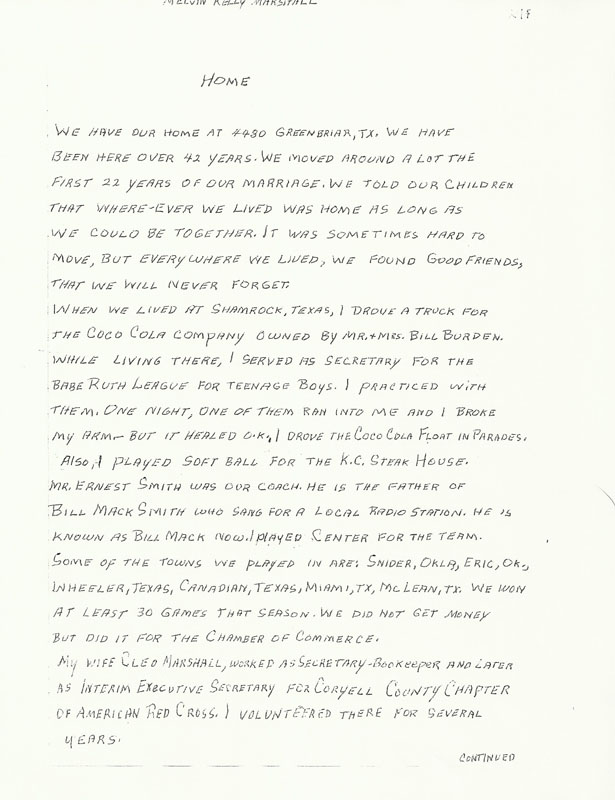 MELVIN KELLY MARSHALL
HOME
WE HAVE OUR HOME AT 4480 GREENBRIAR, TX. WE HAVE
BEEN HERE OVER 42 YEARS. WE MOVED AROUND A LOT THE
FIRST 22 YEARS OF OUR MARRIAGE. WE TOLD OUR CHILDREN
THAT WHERE-EVER WE LIVED WAS HOME AS LONG AS
WE COULD BE TOGETHER. IT WAS SOMETIMES HARD TO
MOVE, BUT EVERYWHERE WE LIVED, WE FOUND GOOD FRIENDS,
THAT WE WILL NEVER FORGET.
WHEN WE LIVED AT SHAMROCK, TEXAS, I DROVE A TRUCK FOR
THE COCO COLA COMPANY OWNED BY MR. + MRS. BILL BURDEN.
WHILE LIVING THERE, I SERVED AS SECRETARY FOR THE
BABE RUTH LEAGUE FOR TEENAGE BOYS. I PRACTICED WITH
THEM. ONE NIGHT, ONE OF THEM RAN INTO ME AND I BROKE
MY ARM - BUT IT HEALED O.K., I DROVE THE COCO COLA FLOAT IN PARADES.
ALSO, I PLAYED SOFT BALL FOR THE K.C. STEAK HOUSE.
MR. ERNEST SMITH WAS OUR COACH. HE IS THE FATHER OF
BILL MACK SMITH WHO SANG FOR A LOCAL RADIO STATION. HE IS
KNOWN AS BILL MACK NOW. I PLAYED CENTER FOR THE TEAM.
SOME OF THE TOWNS WE PLAYED IN ARE: SNIDER, OKLA, ERIC, OK.,
WHEELER, TEXAS, CANADIAN, TEXAS, MIAMI, TX, MCLEAN, TX. WE WON
AT LEAST 30 GAMES THAT SEASON. WE DID NOT GET MONEY
BUT DID IT FOR THE CHAMBER OF COMMERCE.
MY WIFE CLEO MARSHALL, WORKED AS SECRETARY-BOOKEEPER AND LATER
AS INTERIM EXECUTIVE SECRETARY FOR CORYELL COUNTY CHAPTER
OF AMERICAN RED CROSS. I VOLUNTEERED THERE FOR SEVERAL
YEARS.
CONTINUED